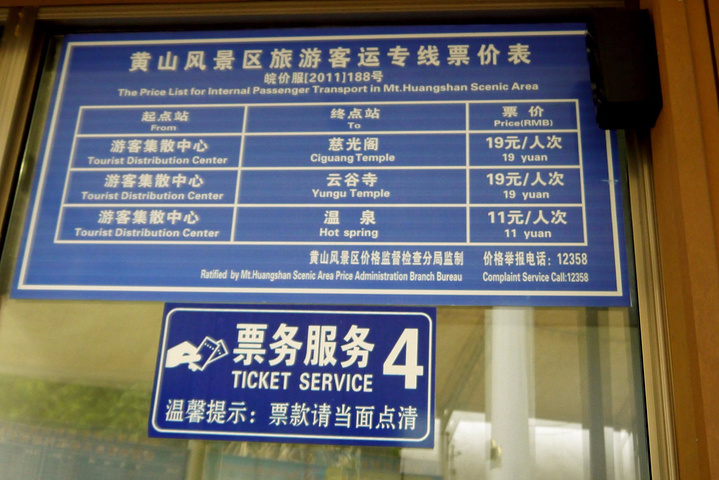 黄山风景区旅游客运专线票价表
皖价服[2011]188号
The Price List for Internal Passenger Transport in Mt.Huangshan Scenic Area
起点站 终点站 票 价
From To Price(RMB)
游客集散中心 慈光阁 19元/人次
Tourist Distribution Center Ciguang Temple 19 yuan
游客集散中心 云谷寺 19元/人次
Tourist Distribution Center Yungu Temple 19 yuan
游客集散中心 温 泉 11元/人次
Tourist Distribution Center Hot spring 11 yuan
黄山风景区价格监督检查分局监制 价格举报电话：12358
Ratified by Mt.Huangshan Scenic Area Price Administration Branch Bureau Complaint Service Call:12358
票务服务 4
TICKET SERVICE
温馨提示：票款请当面点清